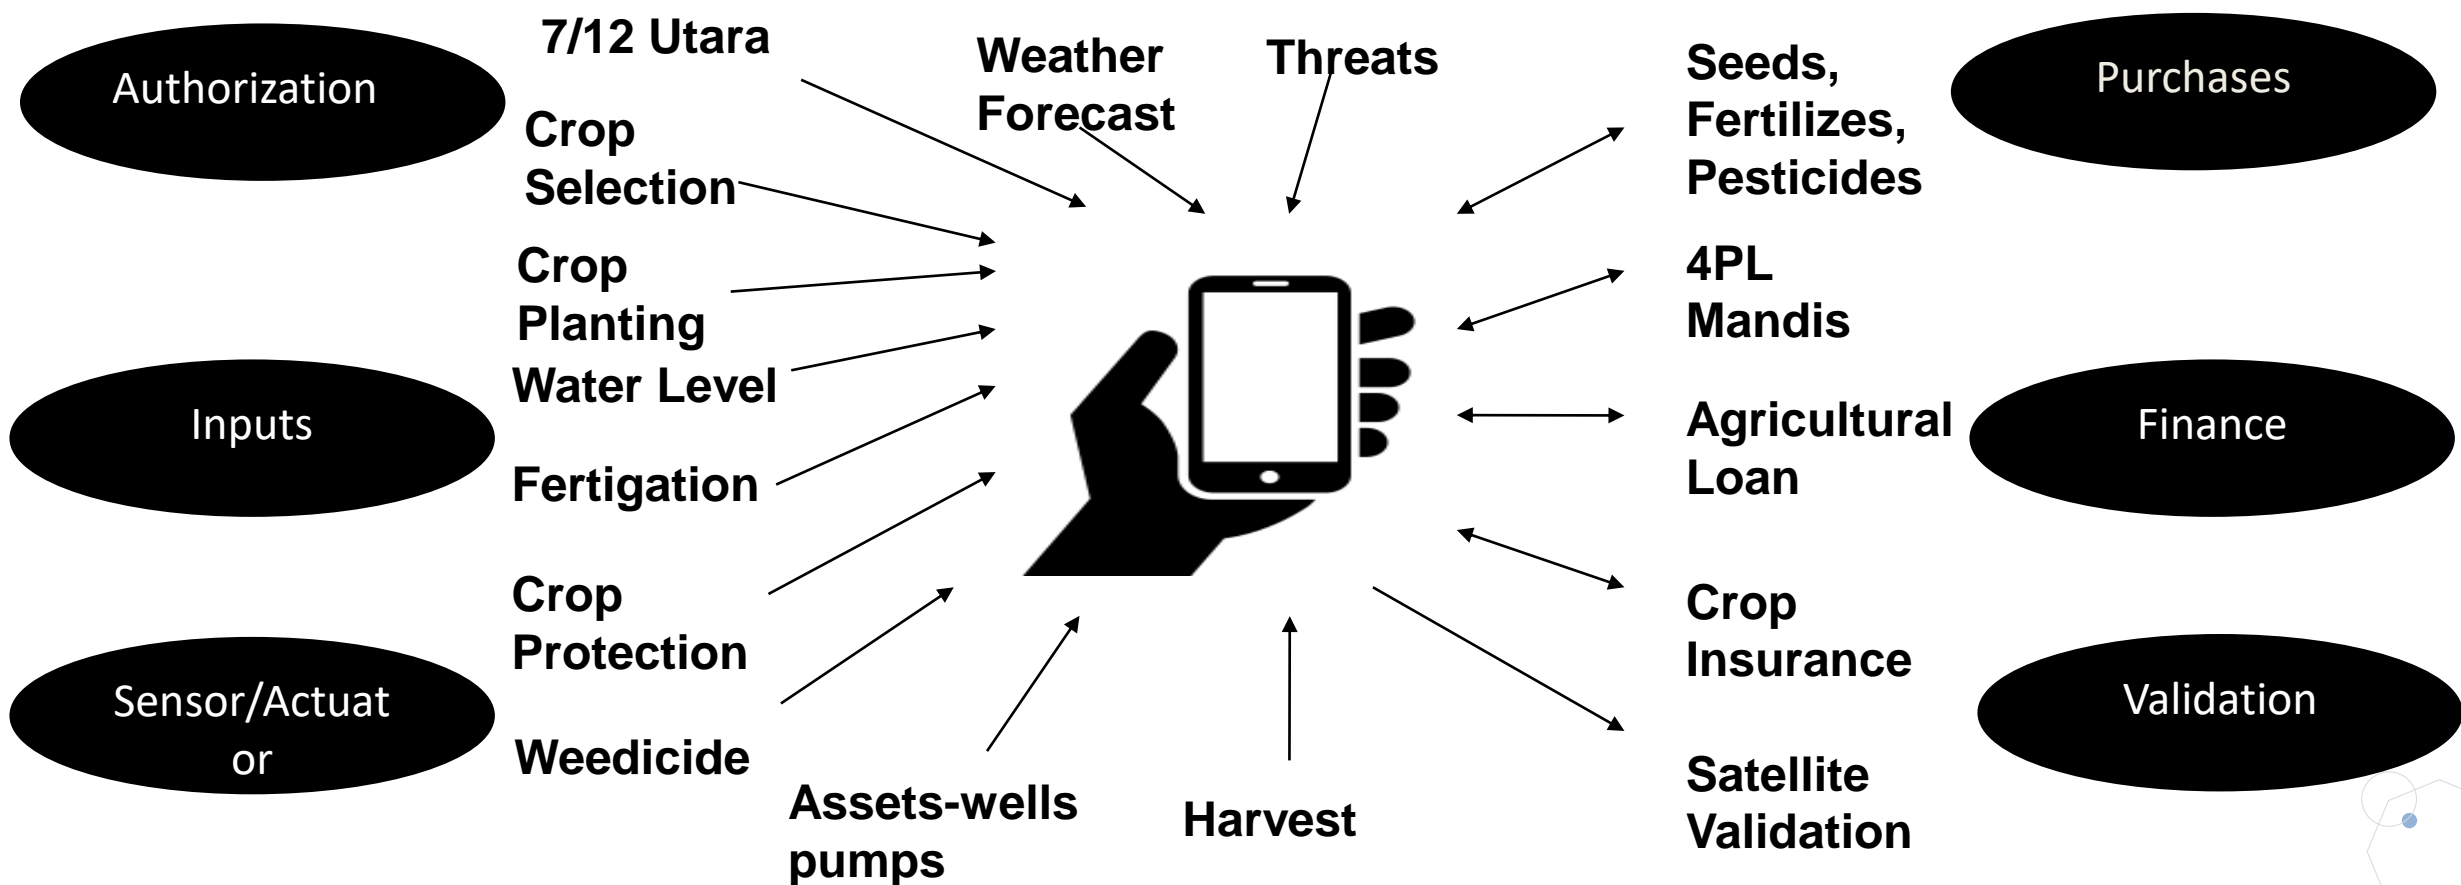 Authorization
7/12 Utara
Weather
Forecast
Threats
Seeds,
Fertilizes,
Pesticides
Purchases
Crop
Selection
Crop
Planting
Water Level
4PL
Mandis
Inputs
Fertigation
Agricultural
Loan
Finance
Crop
Protection
Crop
Insurance
Sensor/Actuat
or
Weedicide
Assets-wells
pumps
Harvest
Satellite
Validation
Validation